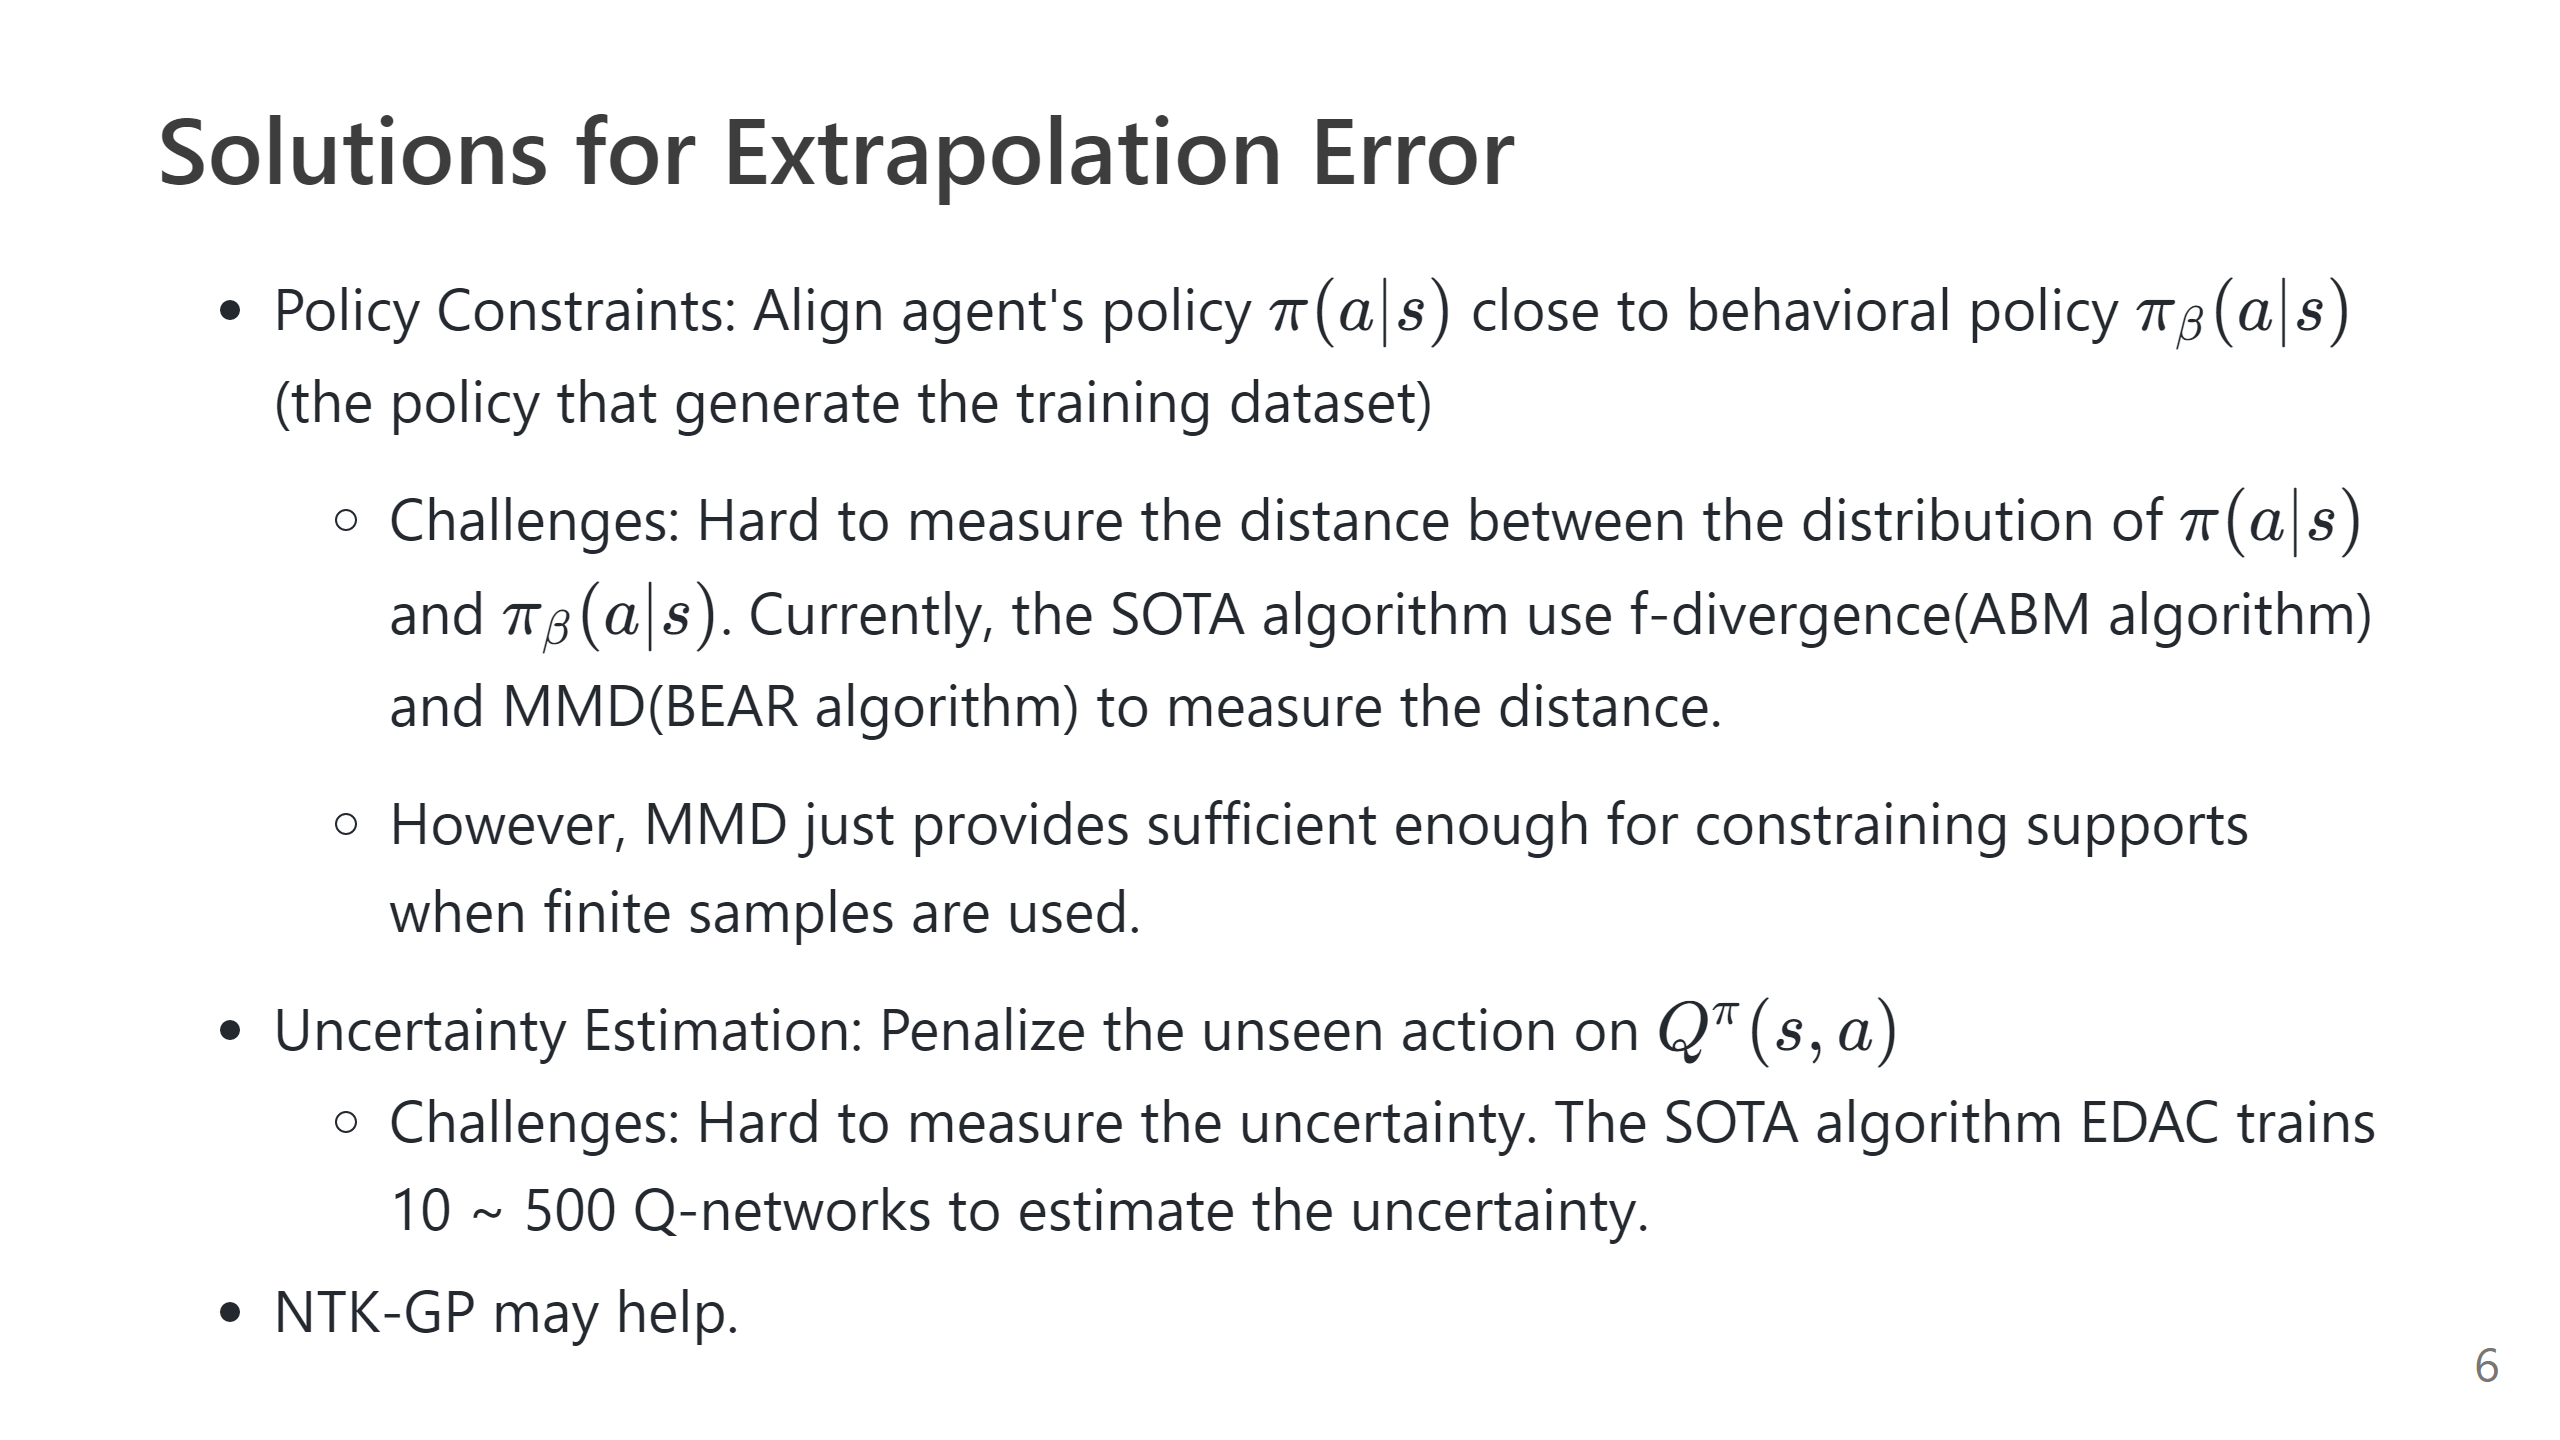 Solutions for Extrapolation Error
• Policy Constraints: Align agent's policy π(a|s) close to behavioral policy π_β(a|s)
(the policy that generate the training dataset)
○ Challenges: Hard to measure the distance between the distribution of π(a|s)
and π_β(a|s). Currently, the SOTA algorithm use f-divergence(ABM algorithm)
and MMD(BEAR algorithm) to measure the distance.
○ However, MMD just provides sufficient enough for constraining supports
when finite samples are used.
• Uncertainty Estimation: Penalize the unseen action on Q^π(s, a)
○ Challenges: Hard to measure the uncertainty. The SOTA algorithm EDAC trains
10 ~ 500 Q-networks to estimate the uncertainty.
• NTK-GP may help.
6